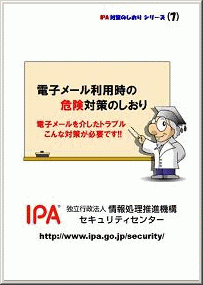 IPA 対策のしおり シリーズ (7)
電子メール利用時の
危険対策のしおり
電子メールを介したトラブル
こんな対策が必要です!!
IPA® 独立行政法人 情報処理推進機構
セキュリティセンター
http://www.ipa.go.jp/security/